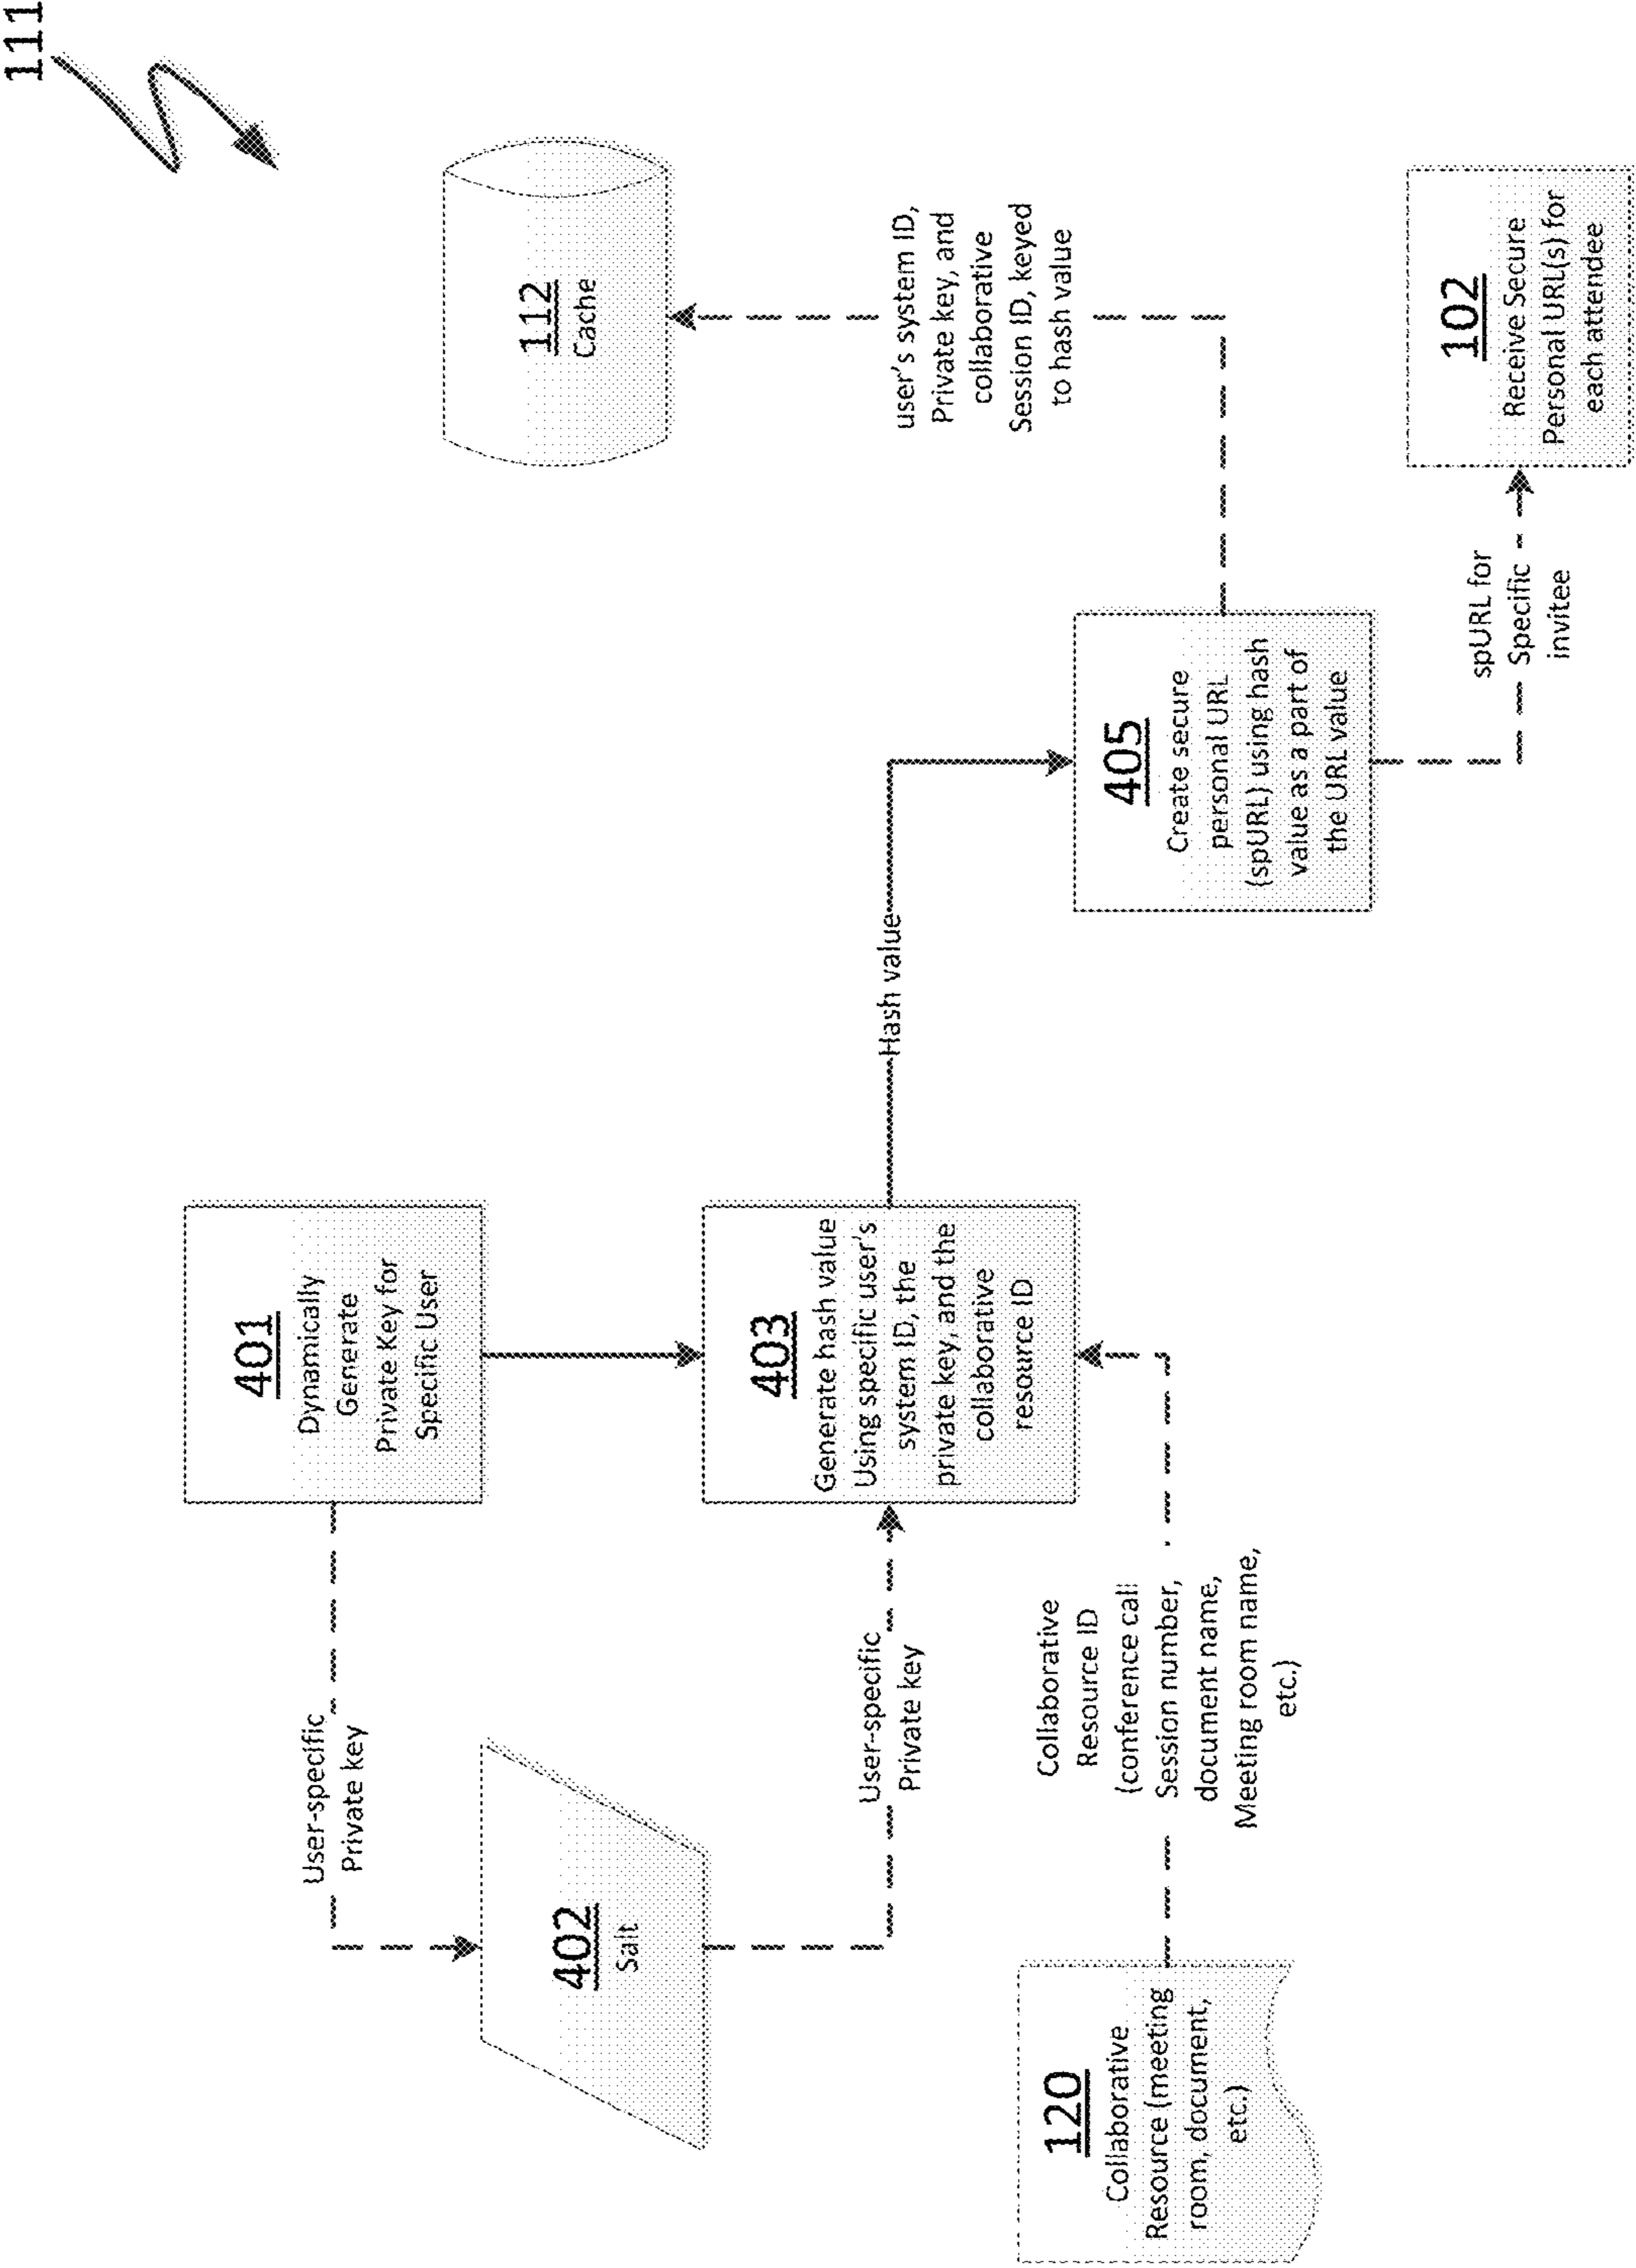 111
401
Dynamically
Generate
Private Key for
Specific User
User-specific
Private key
402
Salt
User-specific
Private key
403
Generate hash value
Using specific user's
system ID, the
private key, and the
collaborative
resource ID
120
Collaborative
Resource (meeting
room, document,
etc.)
Collaborative
Resource ID
(conference call
Session number,
document name,
Meeting room name,
etc.)
Hash value
405
Create secure
personal URL
(spURL) using hash
value as a part of
the URL value
112
Cache
user's system ID,
Private key, and
collaborative
Session ID, keyed
to hash value
spURL for
Specific
invitee
102
Receive Secure
Personal URL(s) for
each attendee